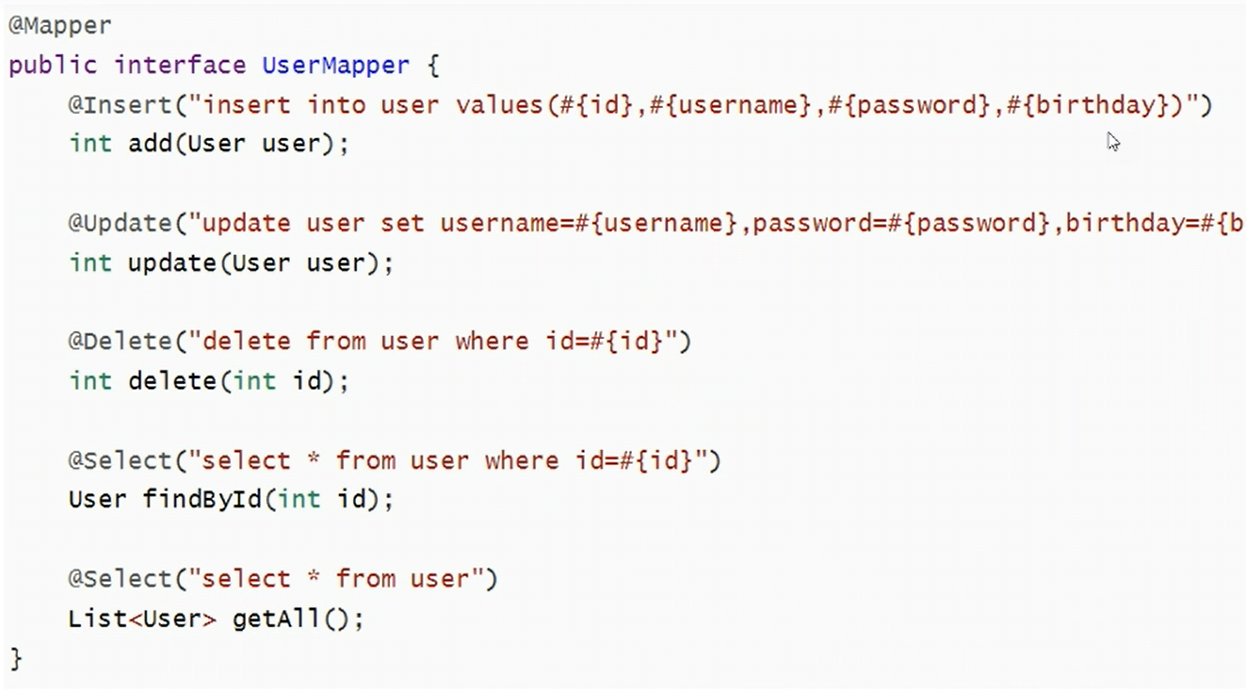 @Mapper
public interface UserMapper {
@Insert("insert into user values(#{id},#{username},#{password},#{birthday})")
int add(User user);
@Update("update user set username=#{username},password=#{password},birthday=#{b
int update(User user);
@Delete("delete from user where id=#{id}")
int delete(int id);
@Select("select * from user where id=#{id}")
User findById(int id);
@Select("select * from user")
List<User> getAll();
}